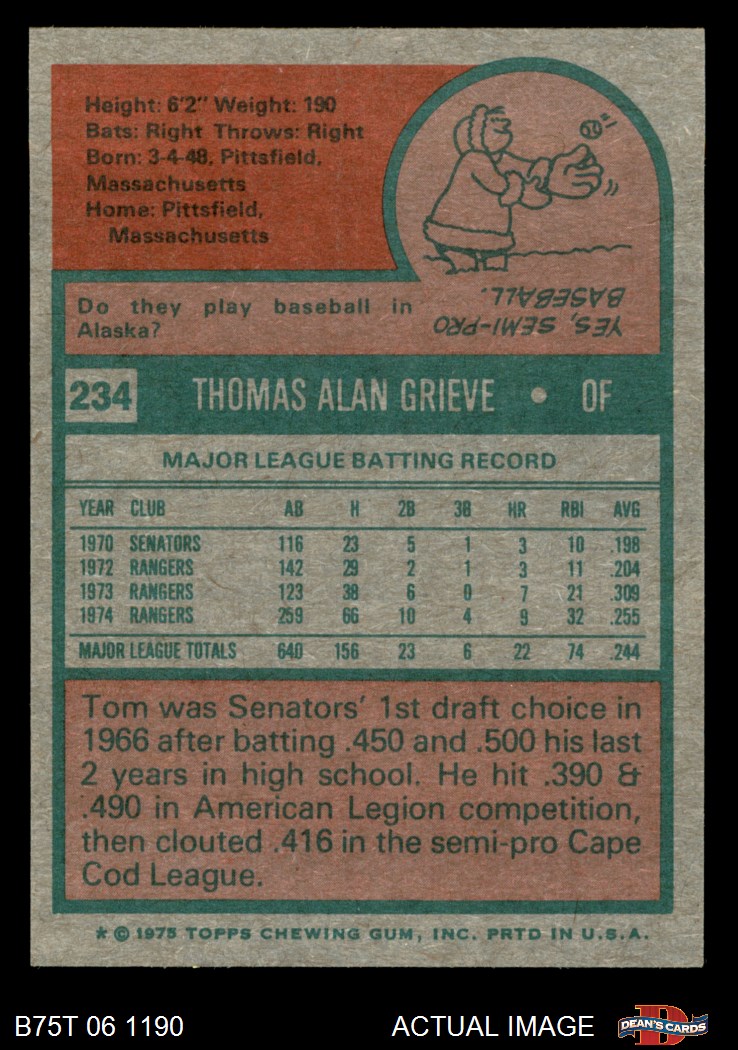 Height: 6'2" Weight: 190
Bats: Right Throws: Right
Born: 3-4-48, Pittsfield,
Massachusetts
Home: Pittsfield,
Massachusetts
Do they play baseball in
Alaska?
YES, SEMI-PRO
BASEBALL.
234 THOMAS ALAN GRIEVE • OF
MAJOR LEAGUE BATTING RECORD
YEAR CLUB AB H 2B 3B HR RBI AVG
1970 SENATORS 116 23 5 1 3 10 .198
1972 RANGERS 142 29 2 1 3 11 .204
1973 RANGERS 123 38 6 0 7 21 .309
1974 RANGERS 259 66 10 4 9 32 .255
MAJOR LEAGUE TOTALS 640 156 23 6 22 74 .244
Tom was Senators' 1st draft choice in
1966 after batting .450 and .500 his last
2 years in high school. He hit .390 &
.490 in American Legion competition,
then clouted .416 in the semi-pro Cape
Cod League.
* © 1975 TOPPS CHEWING GUM, INC. PRTD IN U.S.A.
B75T 06 1190 ACTUAL IMAGE D DEAN'S CARDS